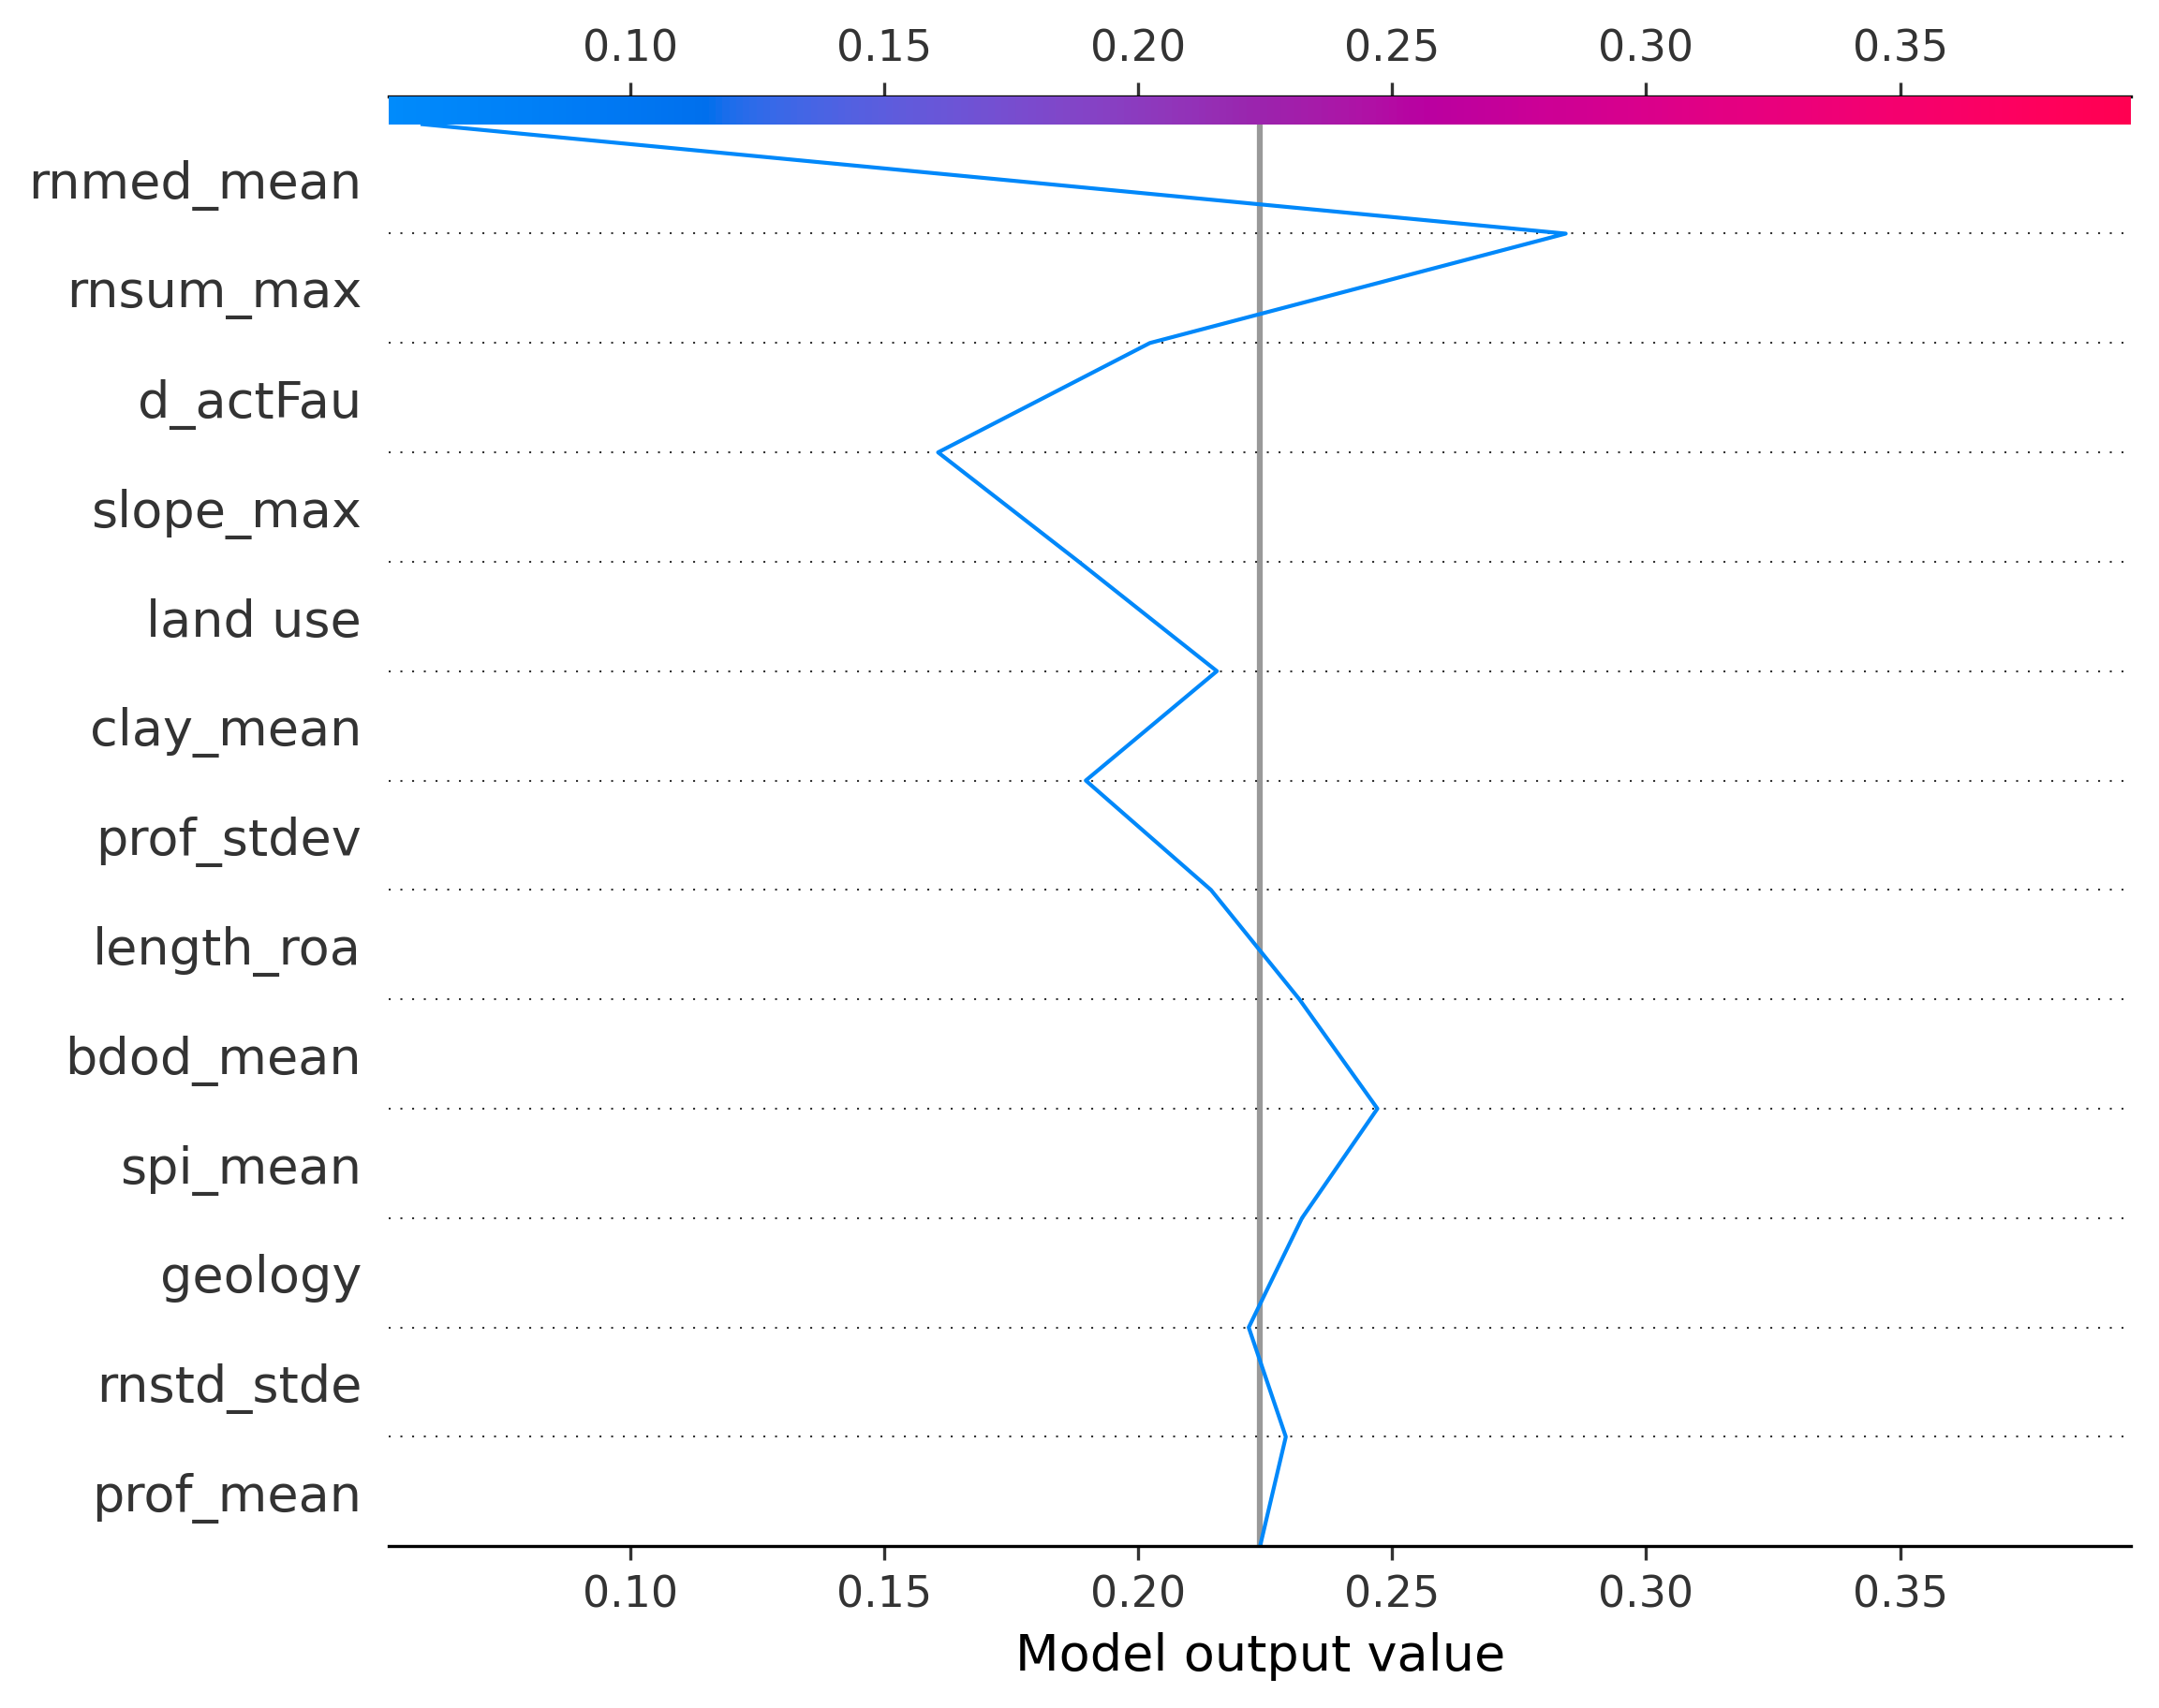 0.10 0.15 0.20 0.25 0.30 0.35
rnmed_mean
rnsum_max
d_actFau
slope_max
land use
clay_mean
prof_stdev
length_roa
bdod_mean
spi_mean
geology
rnstd_stde
prof_mean
0.10 0.15 0.20 0.25 0.30 0.35
Model output value